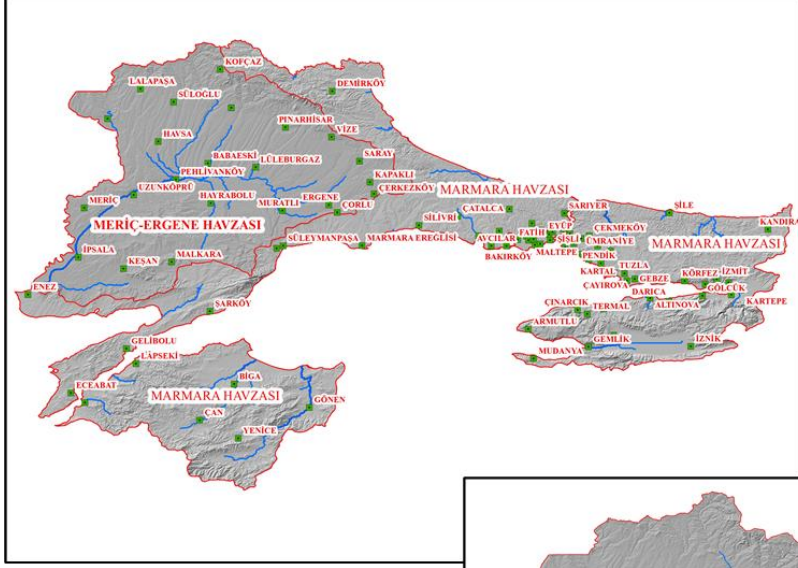 KOFÇAZ
LALAPAŞA
DEMİRKÖY
SÜLOĞLU
PINARHİSAR
HAVSA
VİZE
BABAESKİ
LÜLEBURGAZ
SARAY
PEHLİVANKÖY
KAPAKLI
UZUNKÖPRÜ
ÇERKEZKÖY
MARMARA HAVZASI
HAYRABOLU
ERGENE
MERİÇ
MURATLI
ÇORLU
ÇATALCA
SARIYER
ŞİLE
SİLİVRİ
MERİÇ-ERGENE HAVZASI
KANDIRA
FATİH
EYÜP
ÇEKMEKÖY
SÜLEYMANPAŞA
MARMARA EREĞLİSİ
AVCILAR
ŞİŞLİ
ÜMRANİYE
MARMARA HAVZASI
İPSALA
KEŞAN
MALKARA
BAKIRKÖY
MALTEPE
PENDİK
KARTAL
TUZLA
ÇAYIROVA
GEBZE
KÖRFEZ
İZMİT
ENEZ
DARICA
GÖLCÜK
ŞARKÖY
ÇINARCIK
TERMAL
ALTINOVA
KARTEPE
ARMUTLU
GELİBOLU
GEMLİK
İZNİK
LÂPSEKİ
MUDANYA
BİGA
ECEABAT
MARMARA HAVZASI
GÖNEN
ÇAN
YENİCE